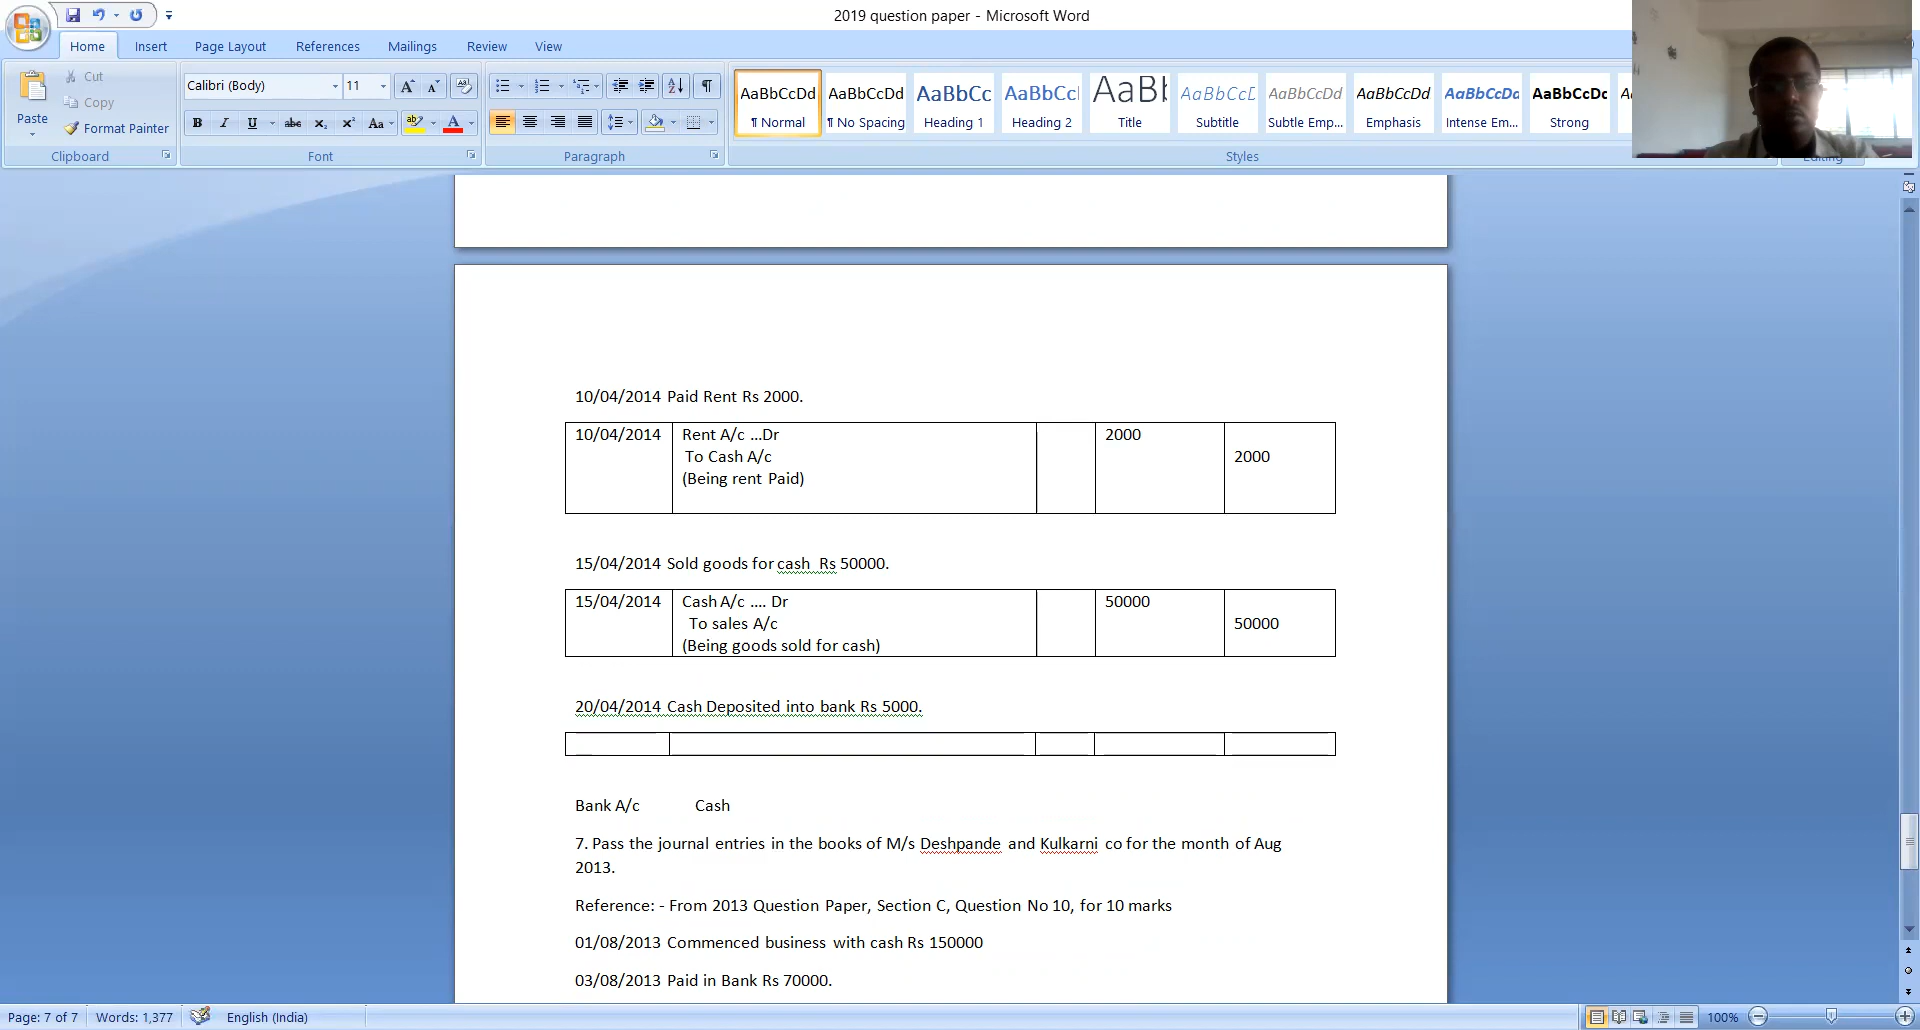 2019 question paper - Microsoft Word
Home Insert Page Layout References Mailings Review View
Paste
Cut
Copy
Format Painter
Clipboard
Calibri (Body) 11
Font
Paragraph
AaBbCcDd AaBbCcDd AaBbCc AaBbCc AaB AaBbCcD AaBbCcDd AaBbCcDd AaBbCcDd AaBbCcDc
¶ Normal ¶ No Spacing Heading 1 Heading 2 Title Subtitle Subtle Emp... Emphasis Intense Em... Strong
Styles
10/04/2014 Paid Rent Rs 2000.
10/04/2014 Rent A/c ...Dr 2000
To Cash A/c 2000
(Being rent Paid)
15/04/2014 Sold goods for cash Rs 50000.
15/04/2014 Cash A/c .... Dr 50000
To sales A/c 50000
(Being goods sold for cash)
20/04/2014 Cash Deposited into bank Rs 5000.
Bank A/c Cash
7. Pass the journal entries in the books of M/s Deshpande and Kulkarni co for the month of Aug
2013.
Reference: - From 2013 Question Paper, Section C, Question No 10, for 10 marks
01/08/2013 Commenced business with cash Rs 150000
03/08/2013 Paid in Bank Rs 70000.
Page: 7 of 7 Words: 1,377 English (India) 100%